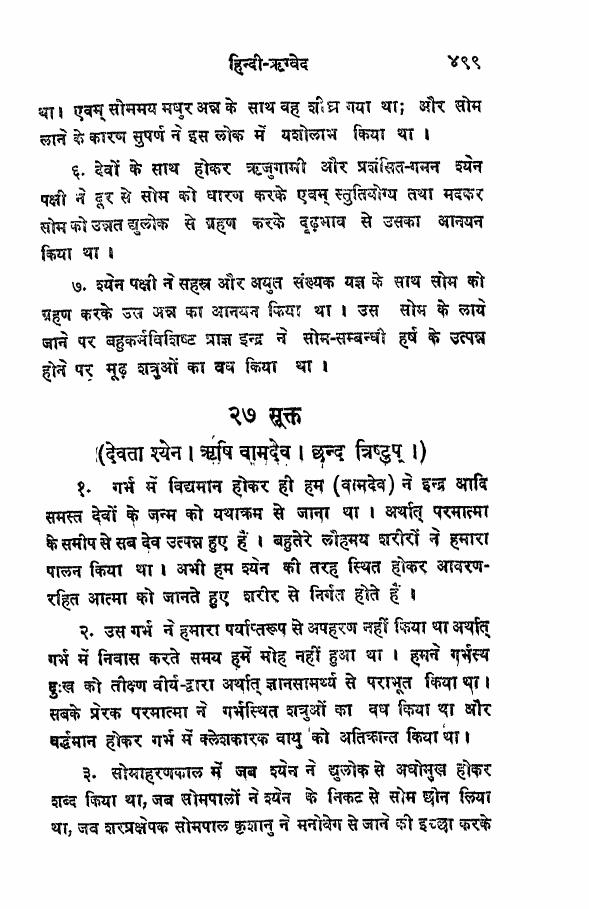 हिन्दी-ऋग्वेद ४९९
था। एवम् सोममय मधुर अन्न के साथ वह शीघ्र गया था; और सोम
लाने के कारण सुपर्ण ने इस लोक में यशोलाभ किया था ।
६. देवों के साथ होकर ऋजुगामी और प्रशंसित-गमन श्येन
पक्षी ने दूर से सोम को धारण करके एवम् स्तुतियोग्य तथा मदकर
सोम को उन्नत द्युलोक से ग्रहण करके दृढ़भाव से उसका आनयन
किया था ।
७. श्येन पक्षी ने सहस्र और अयुत संख्यक यज्ञ के साथ सोम को
ग्रहण करके उस अन्न का आनयन किया था । उस सोम के लाये
जाने पर बहुकर्मविशिष्ट प्राज्ञ इन्द्र ने सोम-सम्बन्धी हर्ष के उत्पन्न
होने पर मूढ़ शत्रुओं का वध किया था ।
२७ सूक्त
(देवता श्येन । ऋषि वामदेव । छन्द त्रिष्टुप् ।)
१. गर्भ में विद्यमान होकर ही हम (वामदेव) ने इन्द्र आदि
समस्त देवों के जन्म को यथाक्रम से जाना था । अर्थात् परमात्मा
के समीप से सब देव उत्पन्न हुए हैं । बहुतेरे लौहमय शरीरों ने हमारा
पालन किया था । अभी हम श्येन की तरह स्थित होकर आवरण-
रहित आत्मा को जानते हुए शरीर से निर्गत होते हैं ।
२. उस गर्भ ने हमारा पर्याप्तरूप से अपहरण नहीं किया था अर्थात्
गर्भ में निवास करते समय हमें मोह नहीं हुआ था । हमने गर्भस्थ
दुःख को तीक्ष्ण वीर्य-द्वारा अर्थात् ज्ञानसामर्थ्य से पराभूत किया था।
सबके प्रेरक परमात्मा ने गर्भस्थित शत्रुओं का वध किया था और
वर्द्धमान होकर गर्भ में क्लेशकारक वायु को अतिक्रान्त किया था।
३. सोमाहरणकाल में जब श्येन ने द्युलोक से अधोमुख होकर
शब्द किया था, जब सोमपालों ने श्येन के निकट से सोम छीन लिया
था, जब शरप्रक्षेपक सोमपाल कृशानु ने मनोवेग से जाने की इच्छा करके